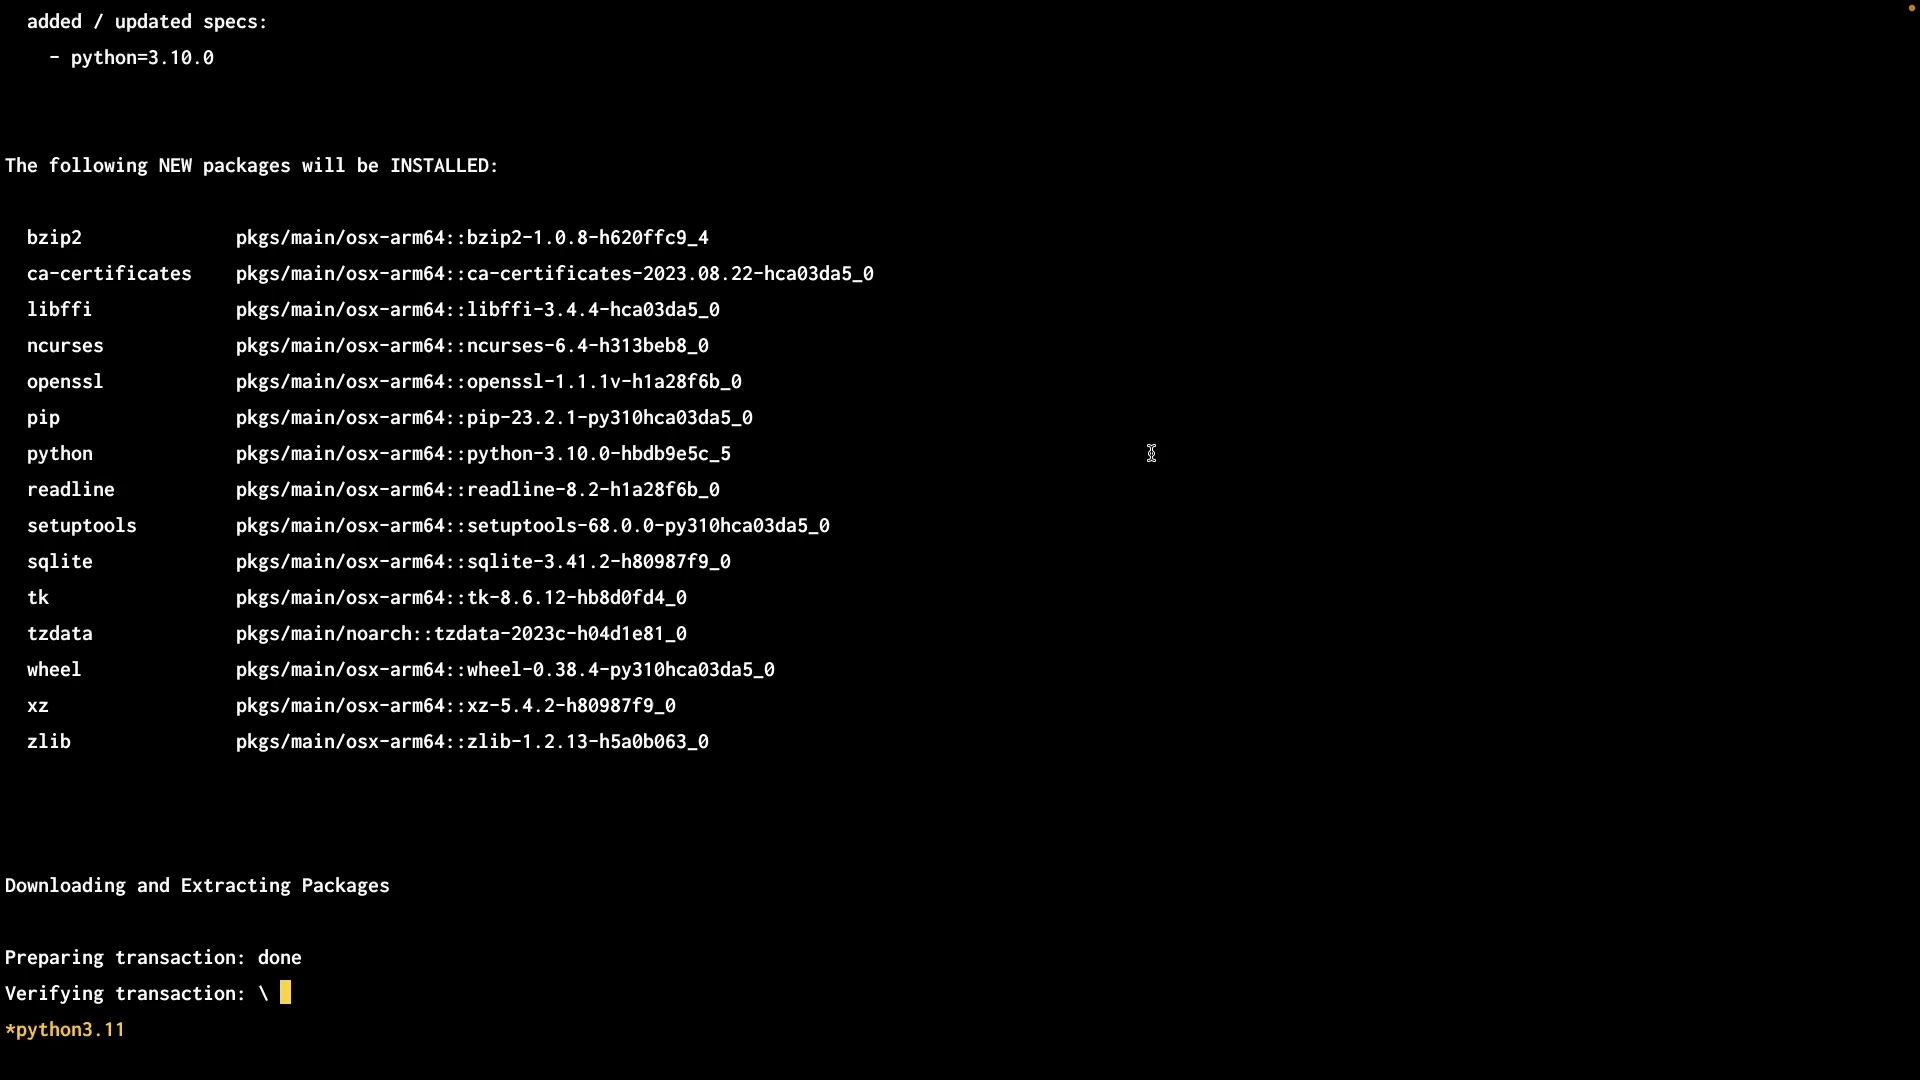 added / updated specs:
- python=3.10.0
The following NEW packages will be INSTALLED:
bzip2 pkgs/main/osx-arm64::bzip2-1.0.8-h620ffc9_4
ca-certificates pkgs/main/osx-arm64::ca-certificates-2023.08.22-hca03da5_0
libffi pkgs/main/osx-arm64::libffi-3.4.4-hca03da5_0
ncurses pkgs/main/osx-arm64::ncurses-6.4-h313beb8_0
openssl pkgs/main/osx-arm64::openssl-1.1.1v-h1a28f6b_0
pip pkgs/main/osx-arm64::pip-23.2.1-py310hca03da5_0
python pkgs/main/osx-arm64::python-3.10.0-hbdb9e5c_5
readline pkgs/main/osx-arm64::readline-8.2-h1a28f6b_0
setuptools pkgs/main/osx-arm64::setuptools-68.0.0-py310hca03da5_0
sqlite pkgs/main/osx-arm64::sqlite-3.41.2-h80987f9_0
tk pkgs/main/osx-arm64::tk-8.6.12-hb8d0fd4_0
tzdata pkgs/main/noarch::tzdata-2023c-h04d1e81_0
wheel pkgs/main/osx-arm64::wheel-0.38.4-py310hca03da5_0
xz pkgs/main/osx-arm64::xz-5.4.2-h80987f9_0
zlib pkgs/main/osx-arm64::zlib-1.2.13-h5a0b063_0
Downloading and Extracting Packages
Preparing transaction: done
Verifying transaction: \
*python3.11